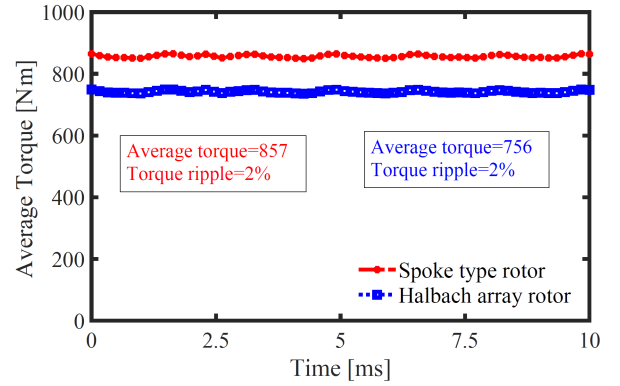 1000
800
600
400
200
0
Average Torque [Nm]
Average torque=857
Torque ripple=2%
Average torque=756
Torque ripple=2%
Spoke type rotor
Halbach array rotor
0 2.5 5 7.5 10
Time [ms]